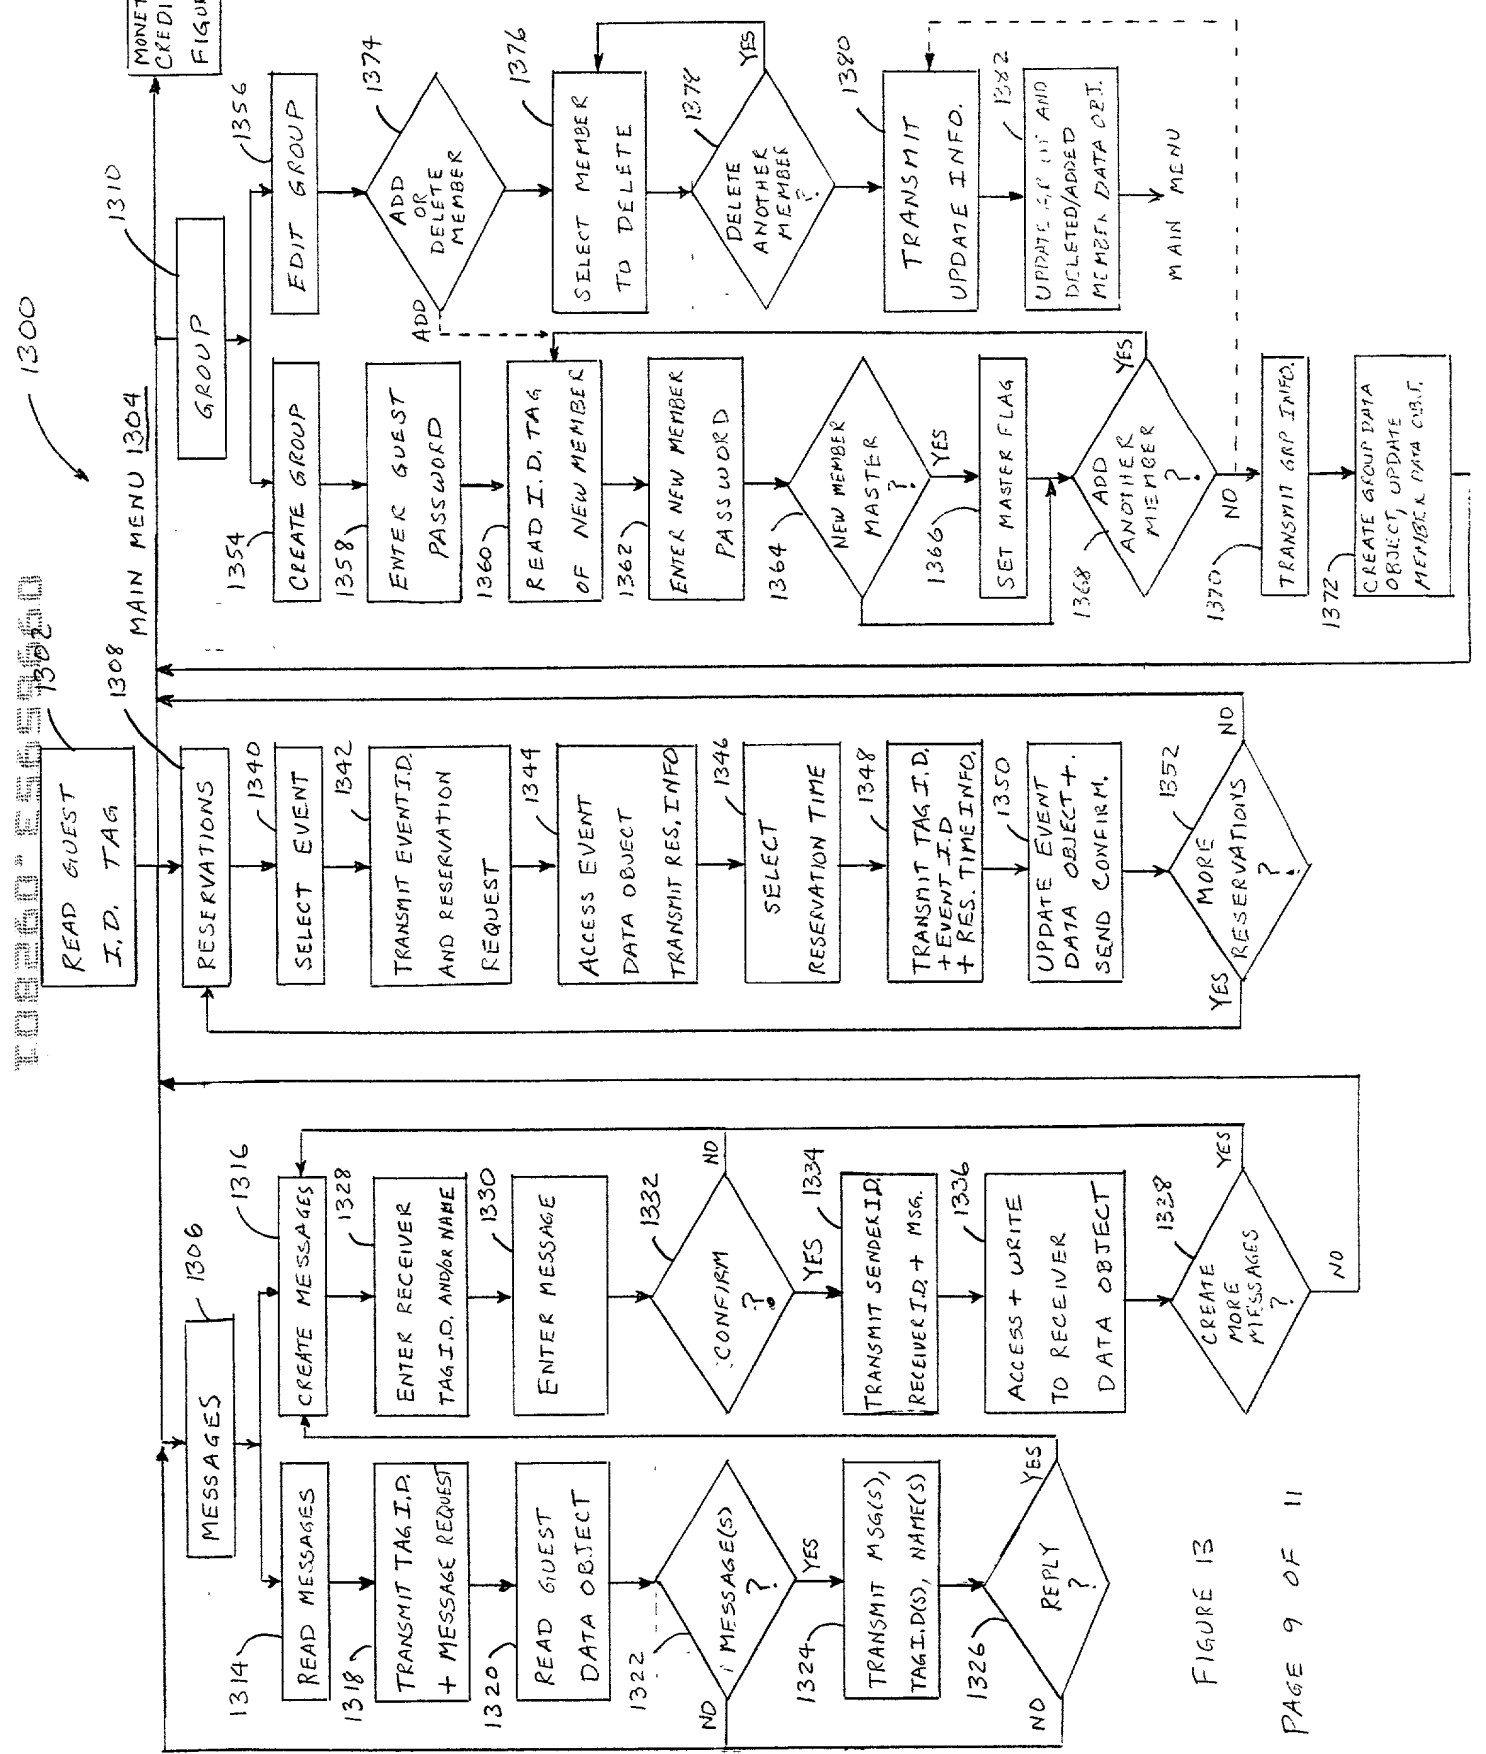 1300
READ GUEST
I.D. TAG
1302
MAIN MENU 1304
MONET
CREDI
FIGUR
MESSAGES
1306
READ MESSAGES
1314
TRANSMIT TAG I.D.
+ MESSAGE REQUEST
1318
READ GUEST
DATA OBJECT
1320
MESSAGE(S)
?
1322
NO
YES
TRANSMIT MSG(S),
TAG I.D(S), NAME(S)
1324
REPLY
?
1326
NO
YES
CREATE MESSAGES
1316
ENTER RECEIVER
TAG I.D. AND/OR NAME
1328
ENTER MESSAGE
1330
CONFIRM
?
1332
NO
YES
TRANSMIT SENDER I.D.
RECEIVER I.D. + MSG.
1334
ACCESS + WRITE
TO RECEIVER
DATA OBJECT
1336
CREATE
MORE
MESSAGES
?
1328
YES
NO
RESERVATIONS
1308
SELECT EVENT
1340
TRANSMIT EVENT I.D.
AND RESERVATION
REQUEST
1342
ACCESS EVENT
DATA OBJECT
TRANSMIT RES. INFO
1344
SELECT
RESERVATION TIME
1346
TRANSMIT TAG I.D.
+ EVENT I.D
+ RES. TIME INFO.
1348
UPDATE EVENT
DATA OBJECT +.
SEND CONFIRM.
1350
MORE
RESERVATIONS
?
1352
YES
NO
GROUP
1310
CREATE GROUP
1354
ENTER GUEST
PASSWORD
1358
READ I.D. TAG
OF NEW MEMBER
1360
ENTER NEW MEMBER
PASSWORD
1362
NEW MEMBER
MASTER
?
1364
YES
SET MASTER FLAG
1366
ADD
ANOTHER
MEMBER
?
1368
YES
NO
TRANSMIT GRP INFO.
1370
CREATE GROUP DATA
OBJECT, UPDATE
MEMBER DATA OBJ.
1372
EDIT GROUP
1356
ADD
OR
DELETE
MEMBER
1374
ADD
SELECT MEMBER
TO DELETE
1376
DELETE
ANOTHER
MEMBER
?
1378
YES
TRANSMIT
UPDATE INFO.
1380
UPDATE AND
DELETED/ADDED
MEMBER DATA OBJ.
1382
MAIN MENU
FIGURE 13
PAGE 9 OF 11